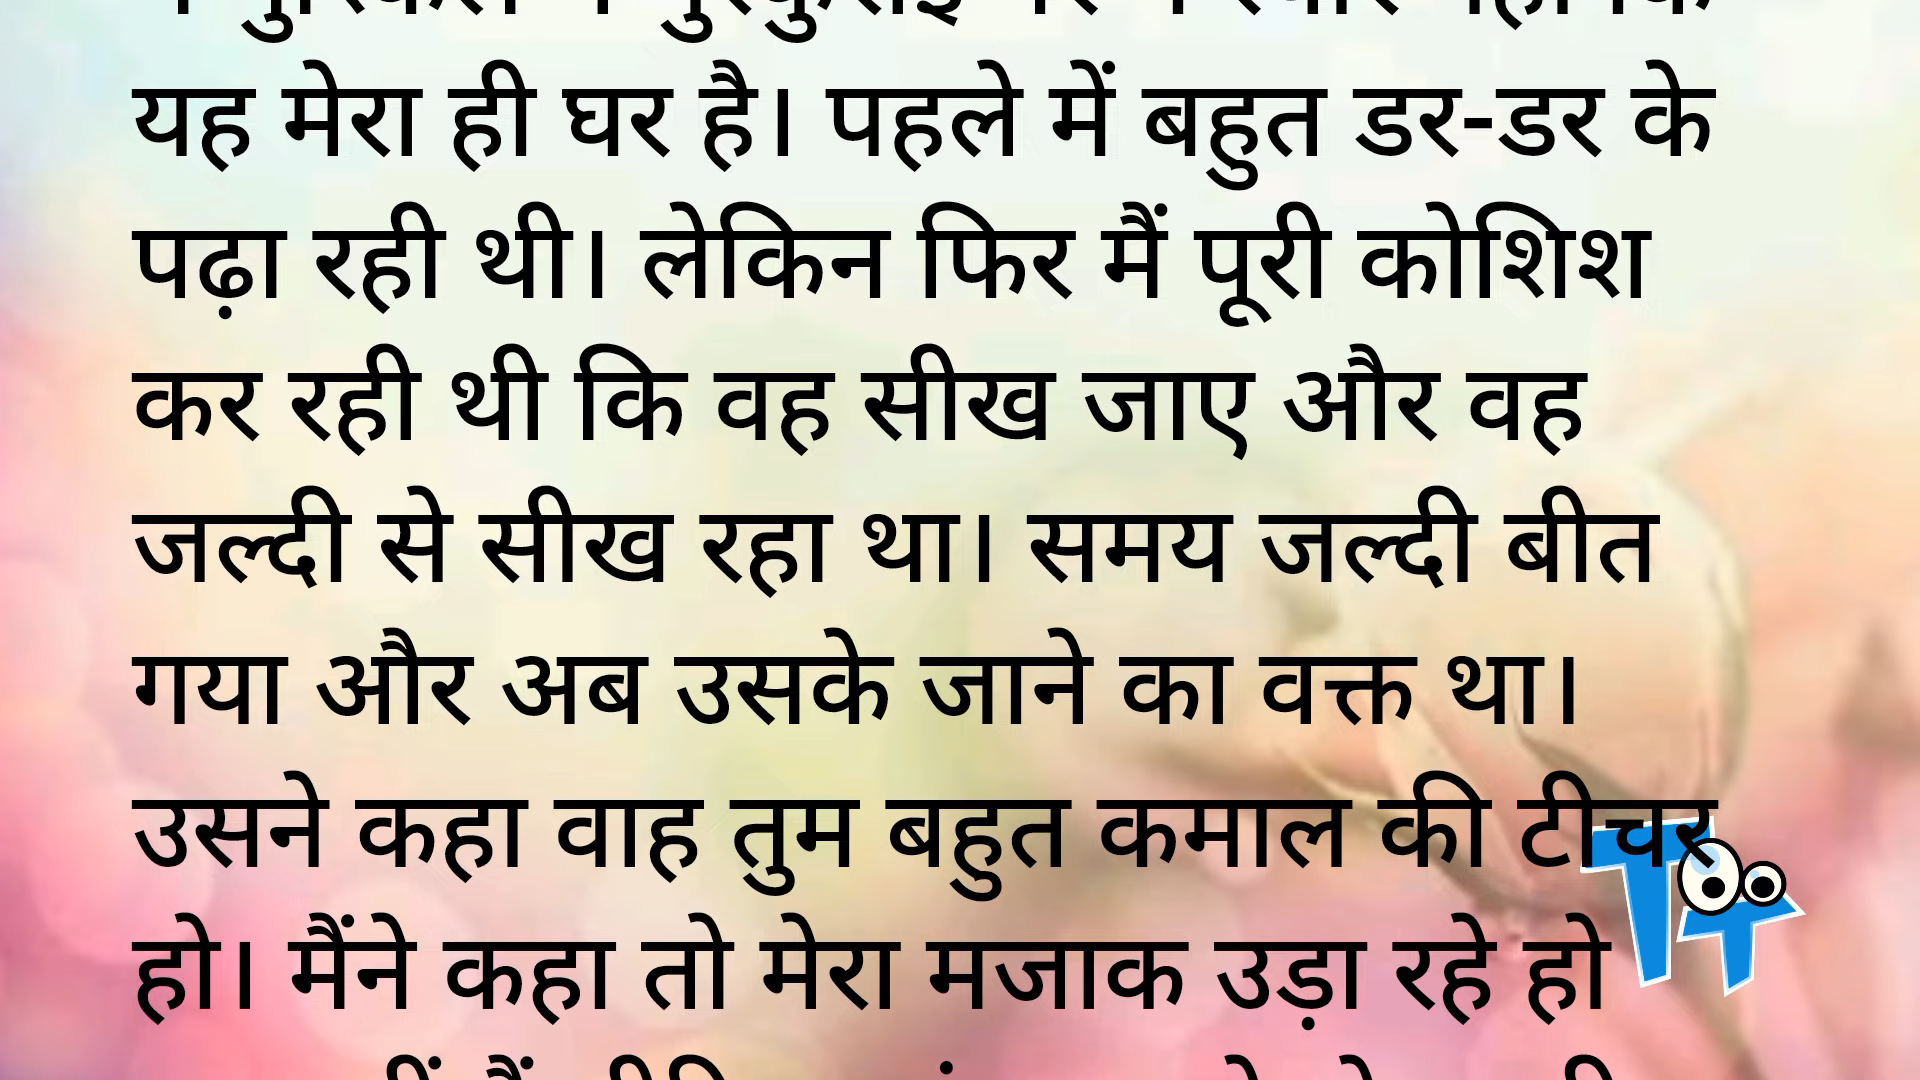 यह मेरा ही घर है। पहले में बहुत डर-डर के
पढ़ा रही थी। लेकिन फिर मैं पूरी कोशिश
कर रही थी कि वह सीख जाए और वह
जल्दी से सीख रहा था। समय जल्दी बीत
गया और अब उसके जाने का वक्त था।
उसने कहा वाह तुम बहुत कमाल की टीचर
हो। मैंने कहा तो मेरा मजाक उड़ा रहे हो